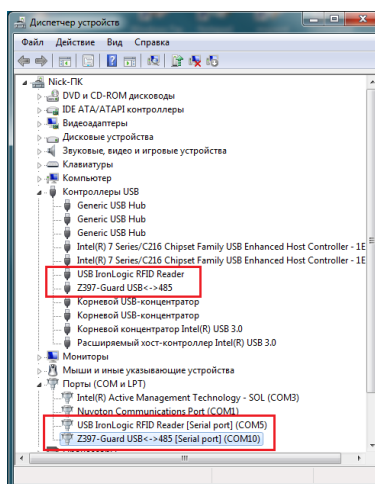 Диспетчер устройств
Файл Действие Вид Справка
Nick-ПК
DVD и CD-ROM дисководы
IDE ATA/ATAPI контроллеры
Видеоадаптеры
Дисковые устройства
Звуковые, видео и игровые устройства
Клавиатуры
Компьютер
Контроллеры USB
Generic USB Hub
Generic USB Hub
Generic USB Hub
Intel(R) 7 Series/C216 Chipset Family USB Enhanced Host Controller - 1E
Intel(R) 7 Series/C216 Chipset Family USB Enhanced Host Controller - 1E
USB IronLogic RFID Reader
Z397-Guard USB<->485
Корневой USB-концентратор
Корневой USB-концентратор
Корневой концентратор Intel(R) USB 3.0
Расширяемый хост-контроллер Intel(R) USB 3.0
Мониторы
Мыши и иные указывающие устройства
Порты (COM и LPT)
Intel(R) Active Management Technology - SOL (COM3)
Nuvoton Communications Port (COM1)
USB IronLogic RFID Reader [Serial port] (COM5)
Z397-Guard USB<->485 [Serial port] (COM10)